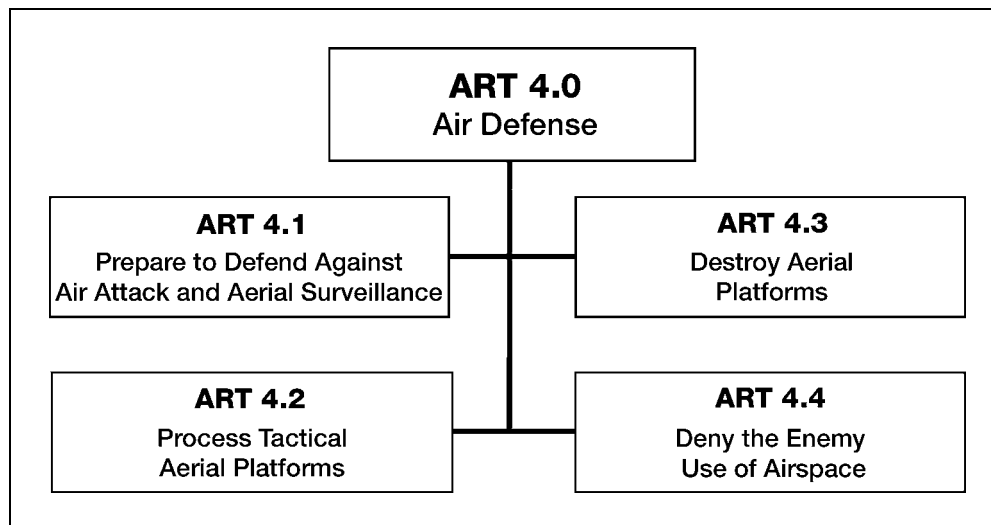 ART 4.0
Air Defense
ART 4.1
Prepare to Defend Against
Air Attack and Aerial Surveillance
ART 4.2
Process Tactical
Aerial Platforms
ART 4.3
Destroy Aerial
Platforms
ART 4.4
Deny the Enemy
Use of Airspace